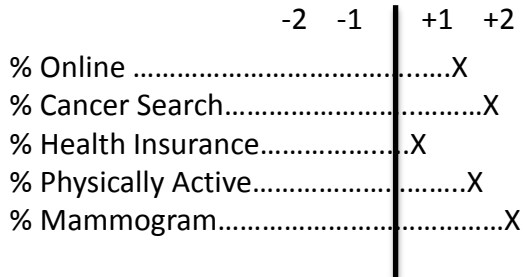 -2 -1 +1 +2
% Online ……………………………..…..…….X
% Cancer Search………………………..…………X
% Health Insurance…………………..X
% Physically Active…………………………..X
% Mammogram…………………………………X